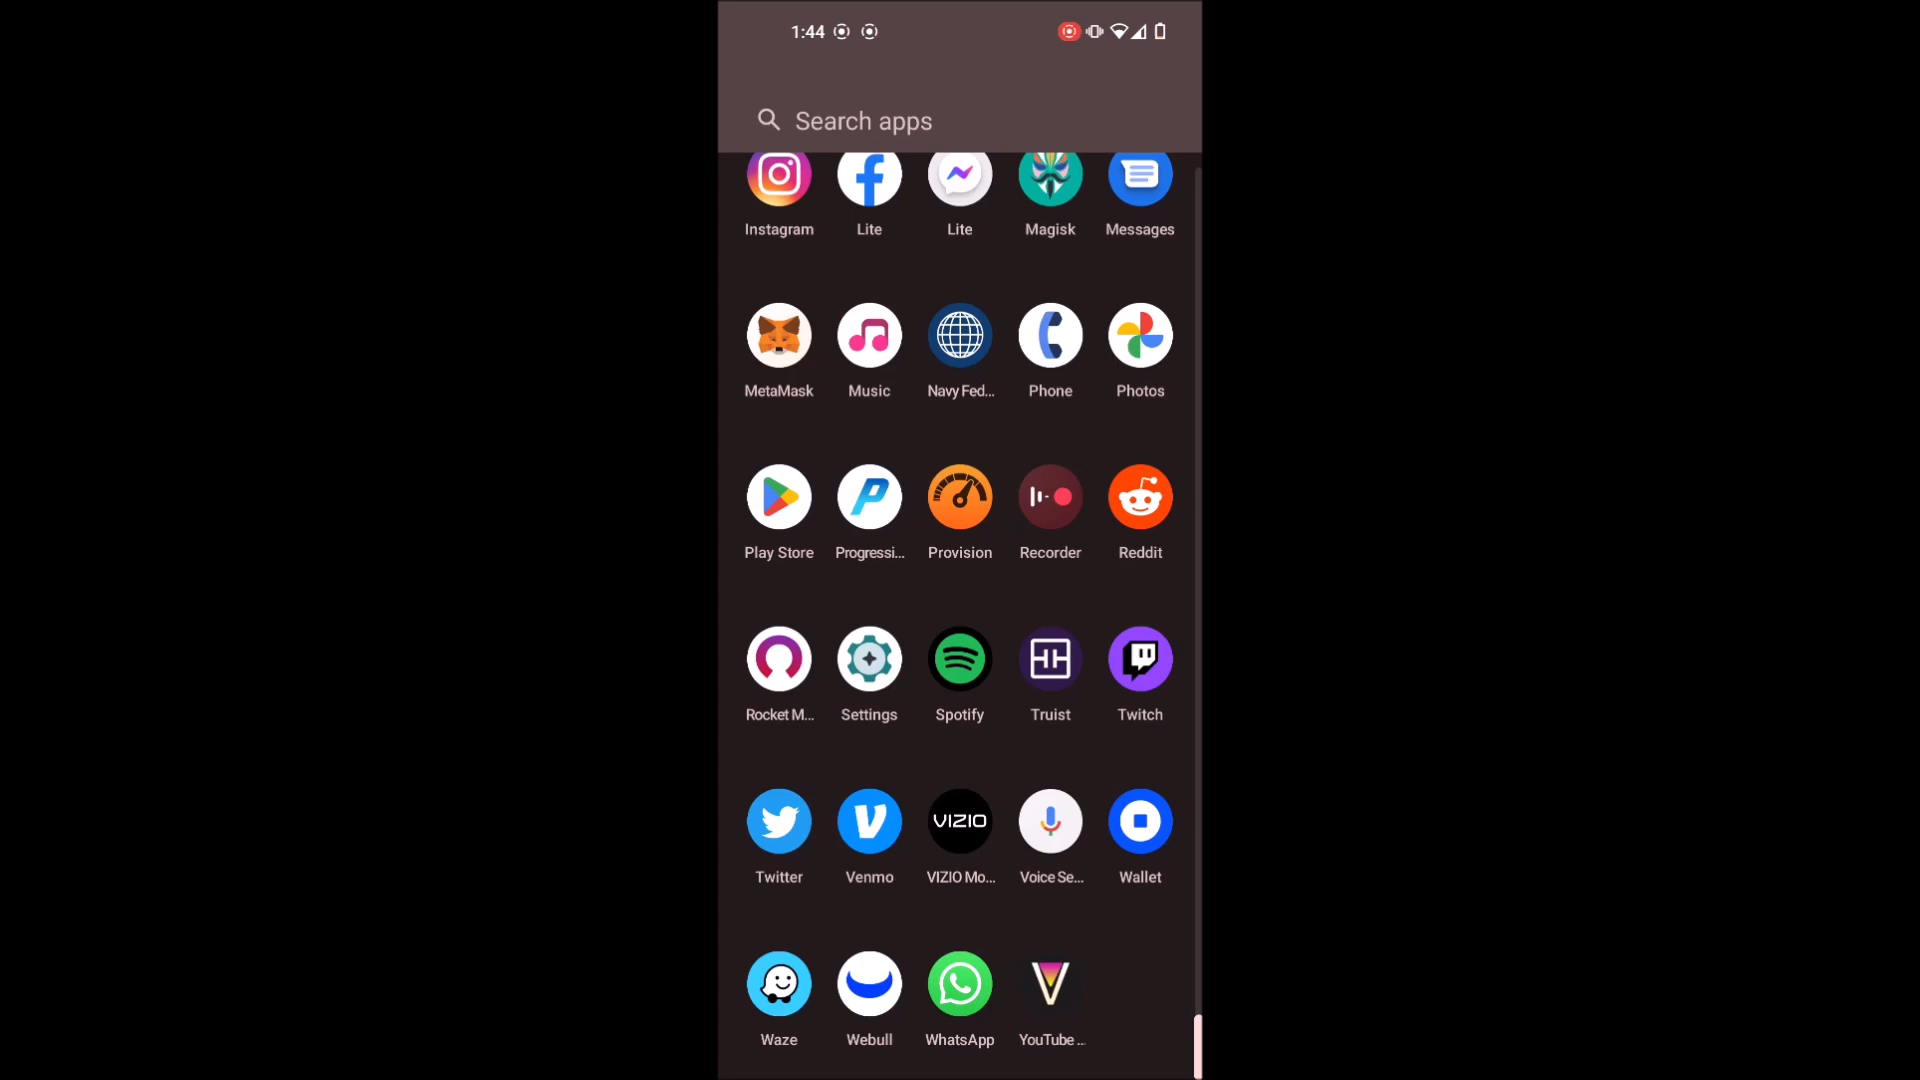 1:44
Search apps
Instagram Lite Lite Magisk Messages
MetaMask Music Navy Fed... Phone Photos
Play Store Progressi... Provision Recorder Reddit
Rocket M... Settings Spotify Truist Twitch
VIZIO
Twitter Venmo VIZIO Mo... Voice Se... Wallet
Waze Webull WhatsApp YouTube ...